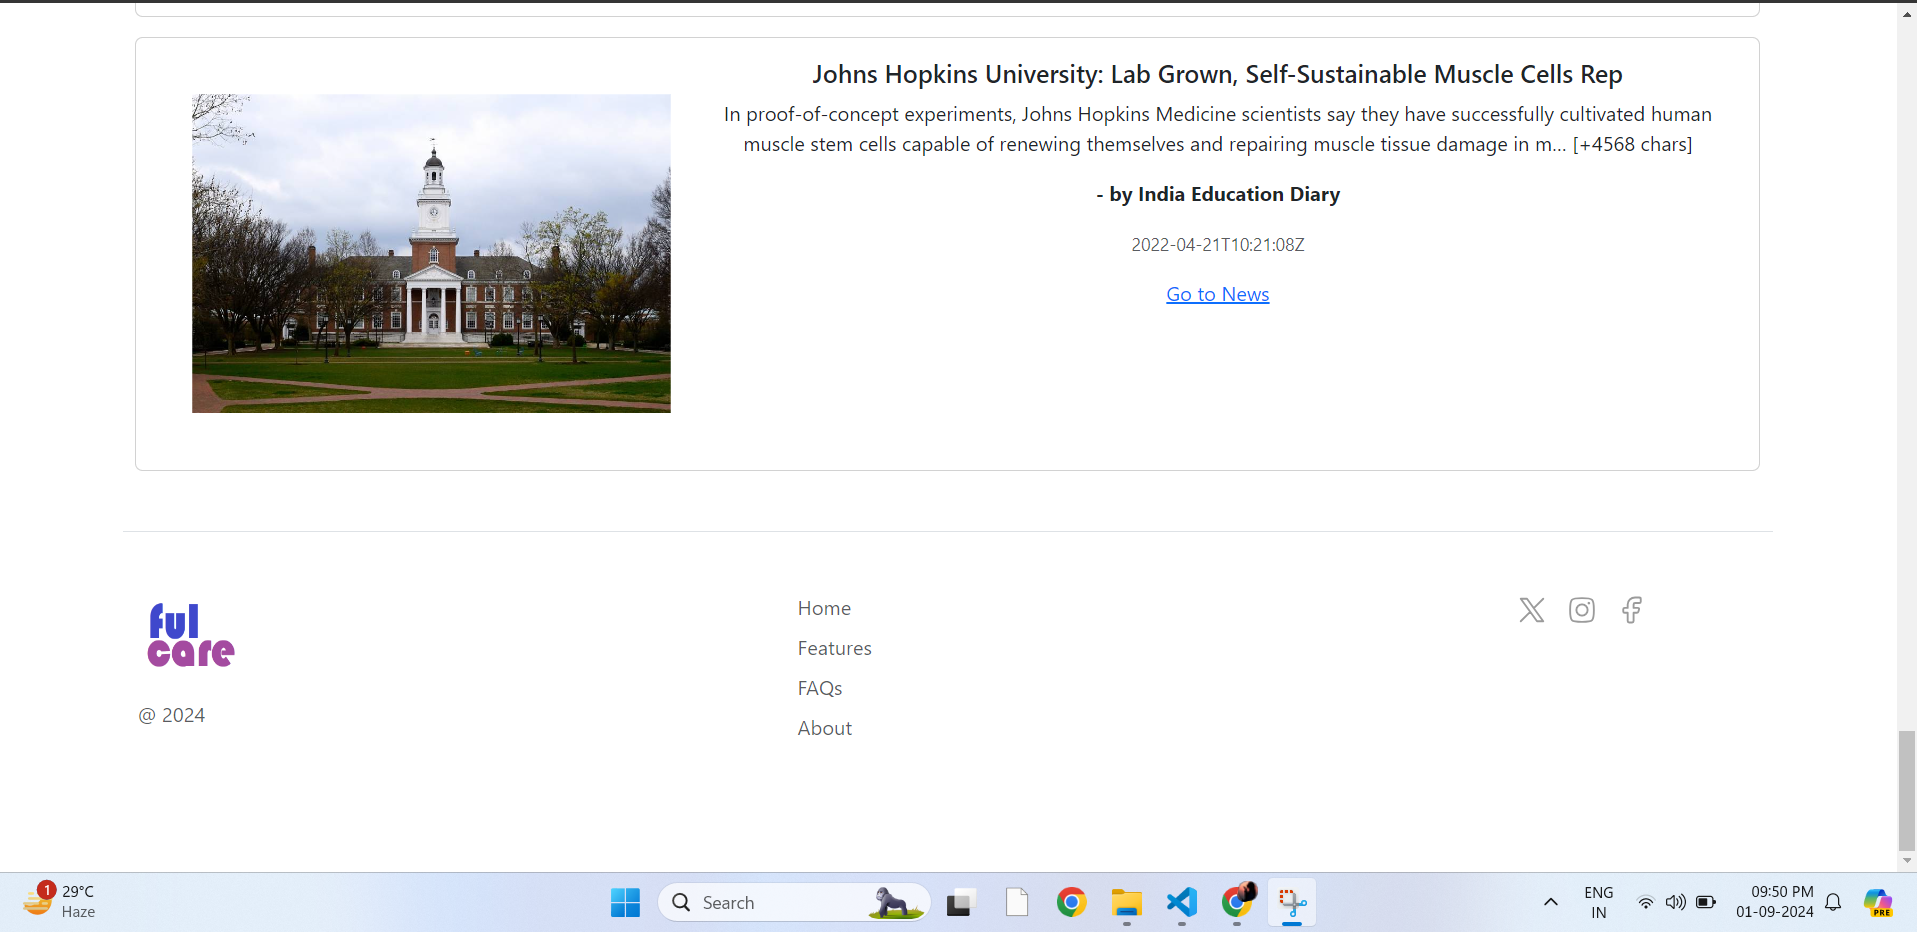 Johns Hopkins University: Lab Grown, Self-Sustainable Muscle Cells Rep
In proof-of-concept experiments, Johns Hopkins Medicine scientists say they have successfully cultivated human
muscle stem cells capable of renewing themselves and repairing muscle tissue damage in m... [+4568 chars]
- by India Education Diary
2022-04-21T10:21:08Z
Go to News
ful
care
@ 2024
Home
Features
FAQs
About
1
29°C
Haze
Search
ENG
IN
09:50 PM
01-09-2024
PRE